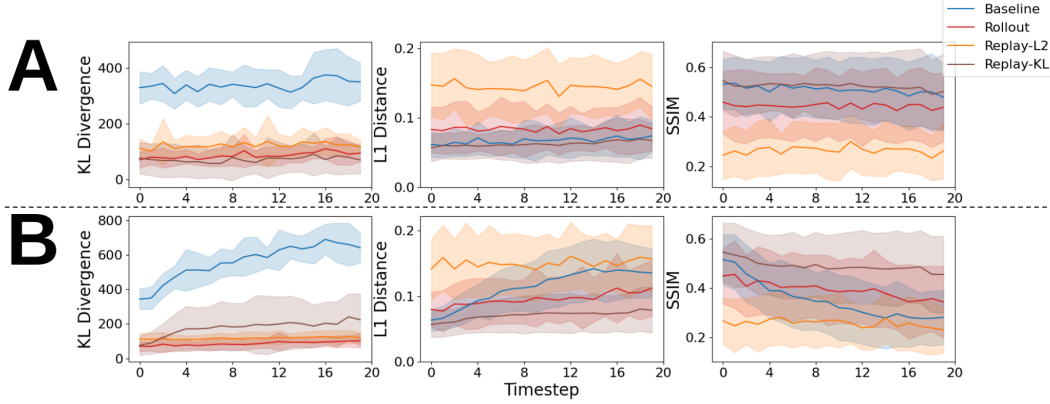 Baseline
Rollout
Replay-L2
Replay-KL
A
KL Divergence
400
200
0
0 4 8 12 16 20
L1 Distance
0.2
0.1
0.0
0 4 8 12 16 20
SSIM
0.6
0.4
0.2
0 4 8 12 16 20
B
KL Divergence
800
600
400
200
0
0 4 8 12 16 20
L1 Distance
0.2
0.1
0.0
0 4 8 12 16 20
SSIM
0.6
0.4
0.2
0 4 8 12 16 20
Timestep